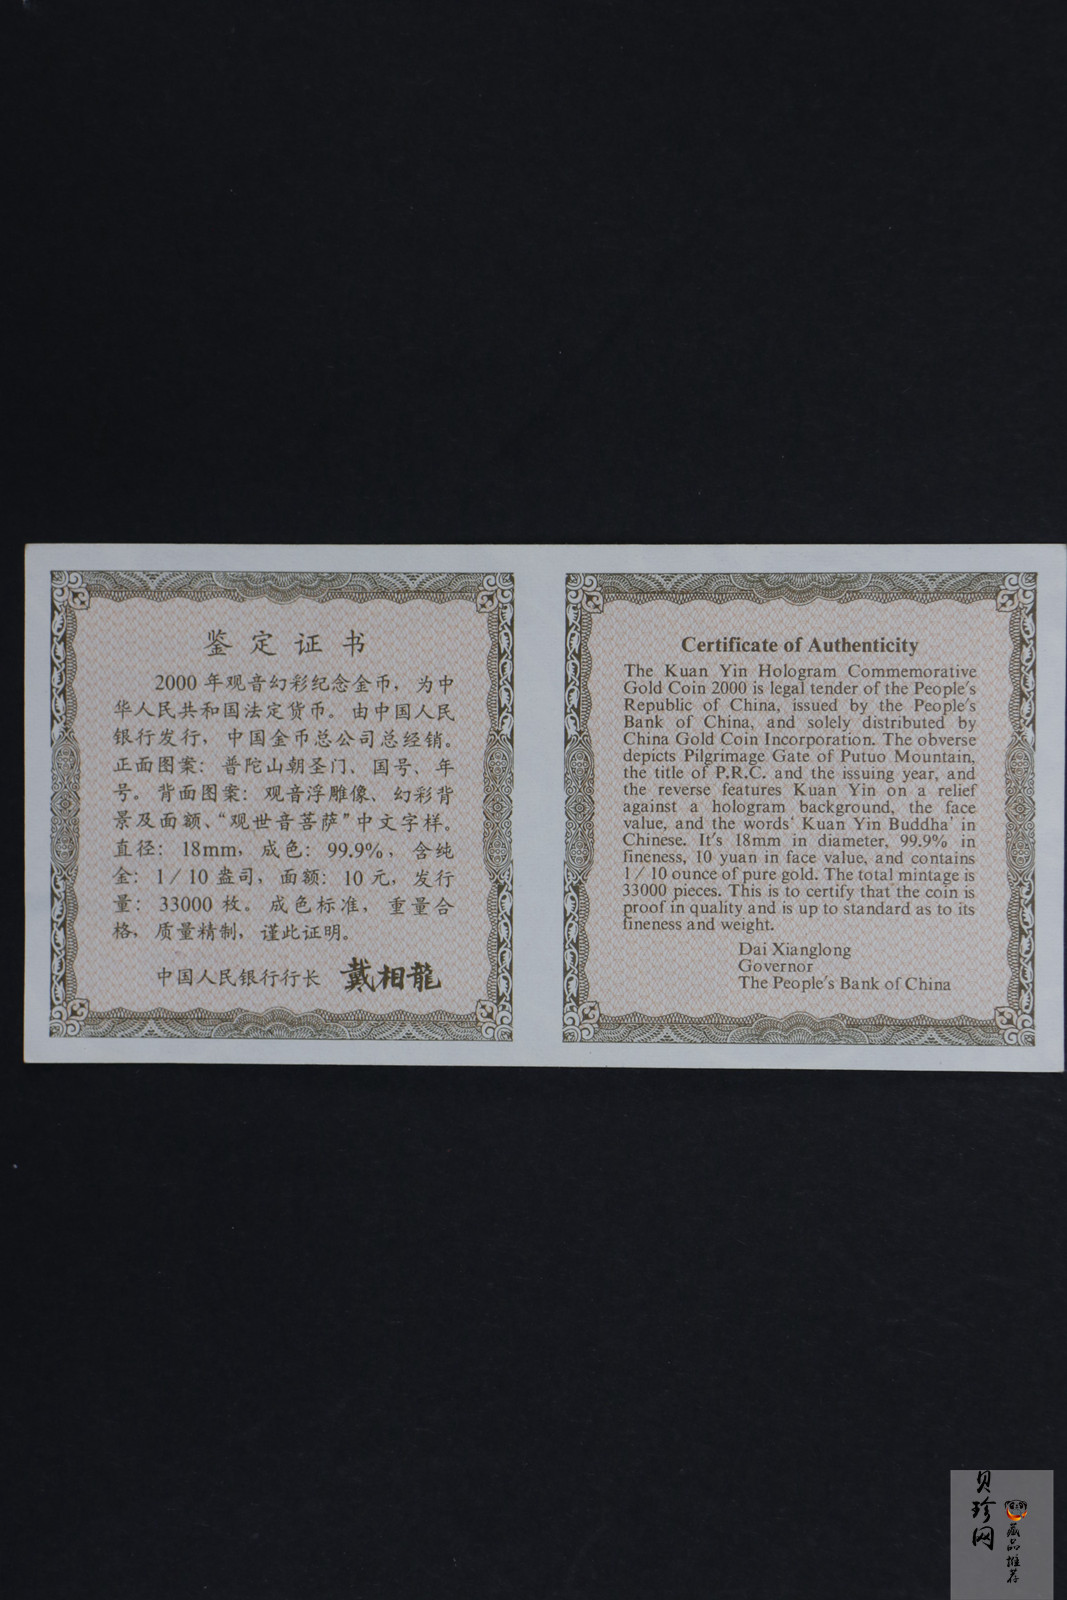 鉴定证书
2000年观音幻彩纪念金币，为中
华人民共和国法定货币。由中国人民
银行发行，中国金币总公司总经销。
正面图案：普陀山朝圣门、国号、年
号。背面图案：观音浮雕像、幻彩背
景及面额、“观世音菩萨”中文字样。
直径：18mm，成色：99.9%，含纯
金：1/10盎司，面额：10元，发行
量：33000枚。成色标准，重量合
格，质量精制，谨此证明。
中国人民银行行长 戴相龍
Certificate of Authenticity
The Kuan Yin Hologram Commemorative
Gold Coin 2000 is legal tender of the People's
Republic of China, issued by the People's
Bank of China, and solely distributed by
China Gold Coin Incorporation. The obverse
depicts Pilgrimage Gate of Putuo Mountain,
the title of P.R.C. and the issuing year, and
the reverse features Kuan Yin on a relief
against a hologram background, the face
value, and the words‘ Kuan Yin Buddha’ in
Chinese. It's 18mm in diameter, 99.9% in
fineness, 10 yuan in face value, and contains
1/10 ounce of pure gold. The total mintage is
33000 pieces. This is to certify that the coin is
proof in quality and is up to standard as to its
fineness and weight.
Dai Xianglong
Governor
The People's Bank of China
贝珍网
藏品推荐